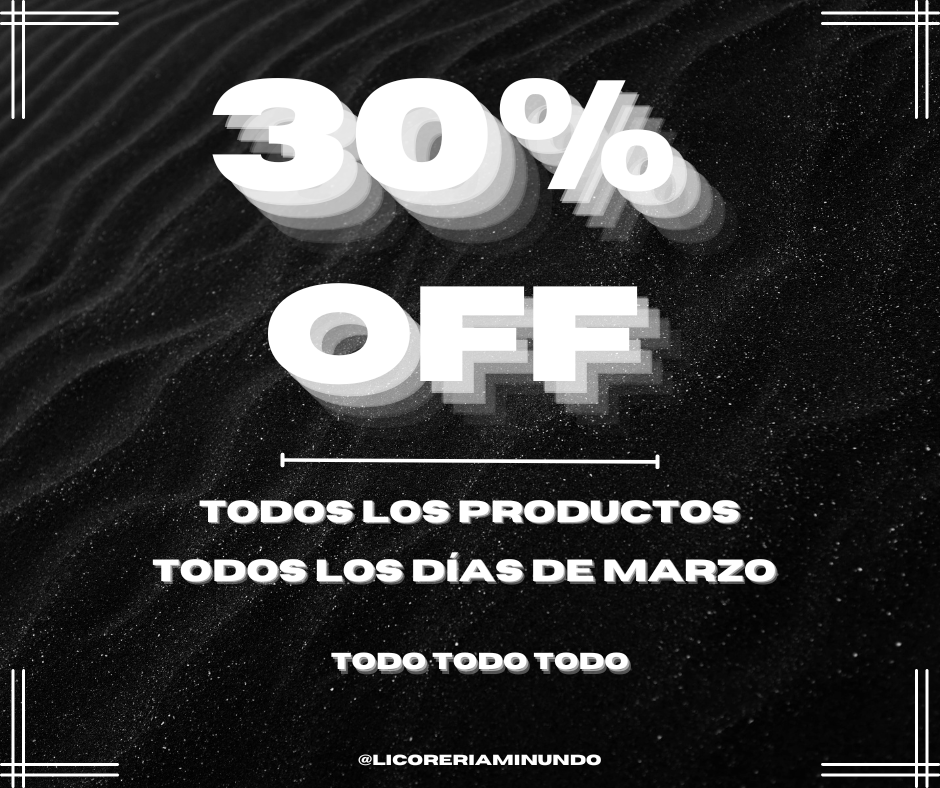 30%
OFF
TODOS LOS PRODUCTOS
TODOS LOS DÍAS DE MARZO
TODO TODO TODO
@LICORERIAMINUNDO